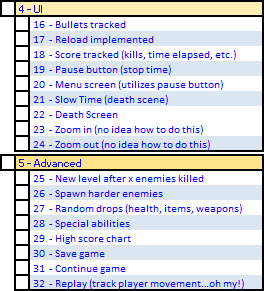 4 - UI
16 - Bullets tracked
17 - Reload implemented
18 - Score tracked (kills, time elapsed, etc.)
19 - Pause button (stop time)
20 - Menu screen (utilizes pause button)
21 - Slow Time (death scene)
22 - Death Screen
23 - Zoom in (no idea how to do this)
24 - Zoom out (no idea how to do this)
5 - Advanced
25 - New level after x enemies killed
26 - Spawn harder enemies
27 - Random drops (health, items, weapons)
28 - Special abilities
29 - High score chart
30 - Save game
31 - Continue game
32 - Replay (track player movement...oh my!)